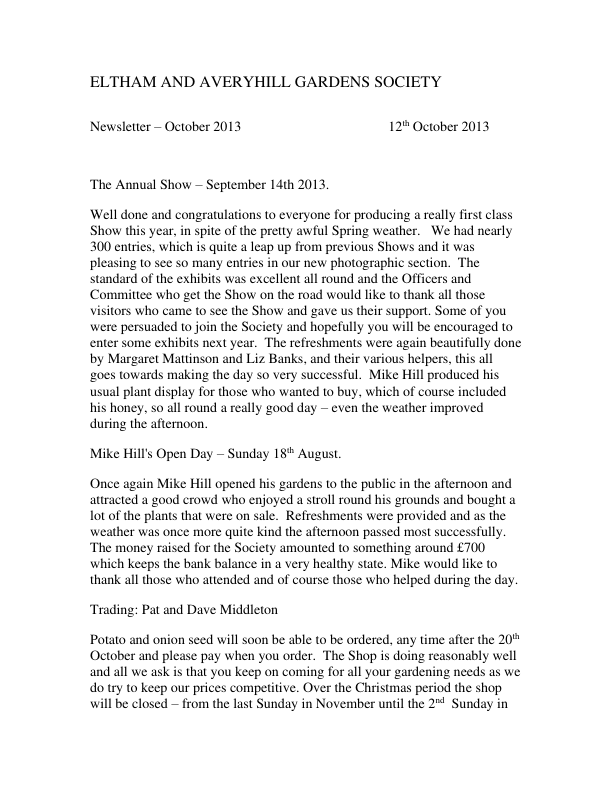 ELTHAM AND AVERYHILL GARDENS SOCIETY
Newsletter – October 2013 12th October 2013
The Annual Show – September 14th 2013.
Well done and congratulations to everyone for producing a really first class
Show this year, in spite of the pretty awful Spring weather. We had nearly
300 entries, which is quite a leap up from previous Shows and it was
pleasing to see so many entries in our new photographic section. The
standard of the exhibits was excellent all round and the Officers and
Committee who get the Show on the road would like to thank all those
visitors who came to see the Show and gave us their support. Some of you
were persuaded to join the Society and hopefully you will be encouraged to
enter some exhibits next year. The refreshments were again beautifully done
by Margaret Mattinson and Liz Banks, and their various helpers, this all
goes towards making the day so very successful. Mike Hill produced his
usual plant display for those who wanted to buy, which of course included
his honey, so all round a really good day – even the weather improved
during the afternoon.
Mike Hill's Open Day – Sunday 18th August.
Once again Mike Hill opened his gardens to the public in the afternoon and
attracted a good crowd who enjoyed a stroll round his grounds and bought a
lot of the plants that were on sale. Refreshments were provided and as the
weather was once more quite kind the afternoon passed most successfully.
The money raised for the Society amounted to something around £700
which keeps the bank balance in a very healthy state. Mike would like to
thank all those who attended and of course those who helped during the day.
Trading: Pat and Dave Middleton
Potato and onion seed will soon be able to be ordered, any time after the 20th
October and please pay when you order. The Shop is doing reasonably well
and all we ask is that you keep on coming for all your gardening needs as we
do try to keep our prices competitive. Over the Christmas period the shop
will be closed – from the last Sunday in November until the 2nd Sunday in